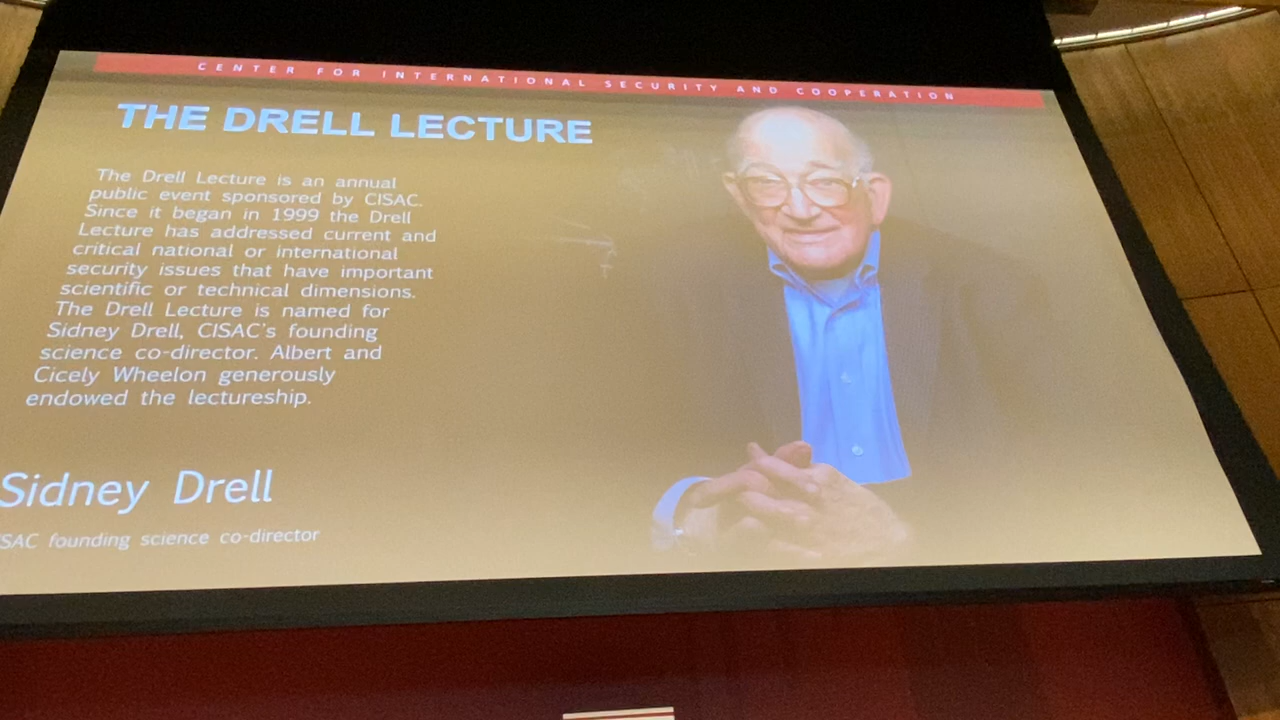 CENTER FOR INTERNATIONAL SECURITY AND COOPERATION
THE DRELL LECTURE
The Drell Lecture is an annual
public event sponsored by CISAC.
Since it began in 1999 the Drell
Lecture has addressed current and
critical national or international
security issues that have important
scientific or technical dimensions.
The Drell Lecture is named for
Sidney Drell, CISAC's founding
science co-director. Albert and
Cicely Wheelon generously
endowed the lectureship.
Sidney Drell
SAC founding science co-director